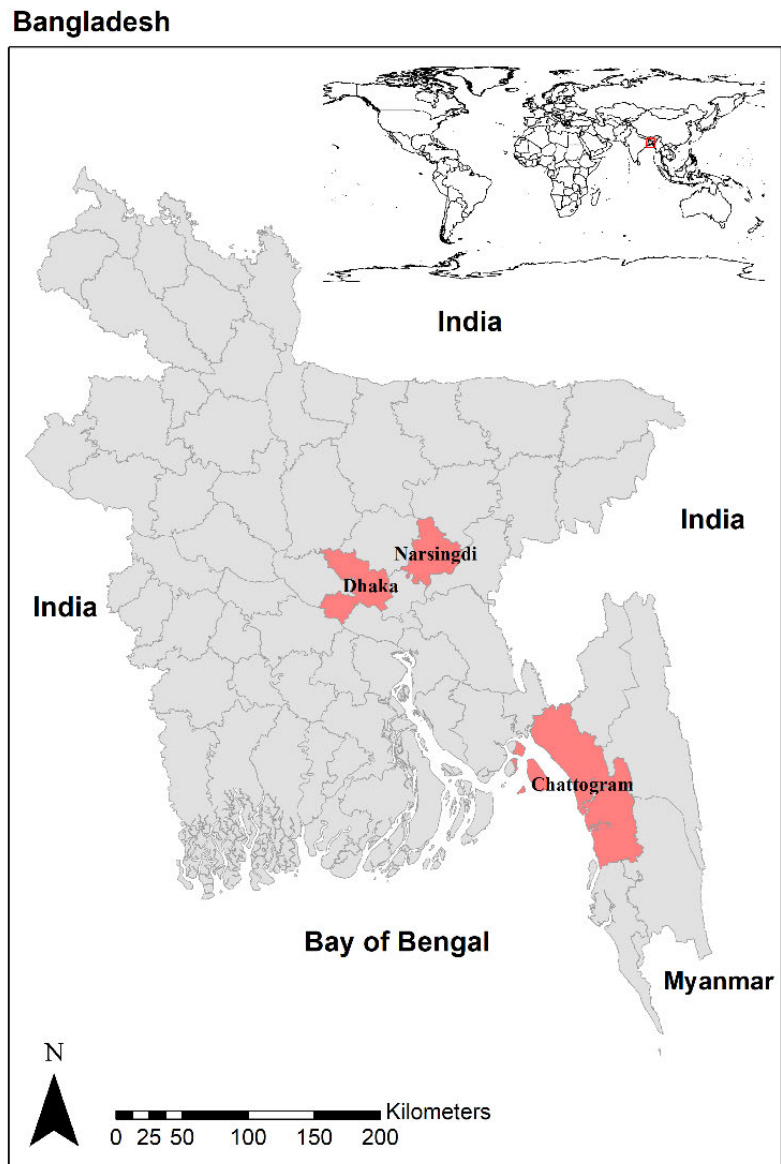 Bangladesh
India
India
Narsingdi
Dhaka
India
Chattogram
Bay of Bengal
Myanmar
N
Kilometers
0 25 50 100 150 200